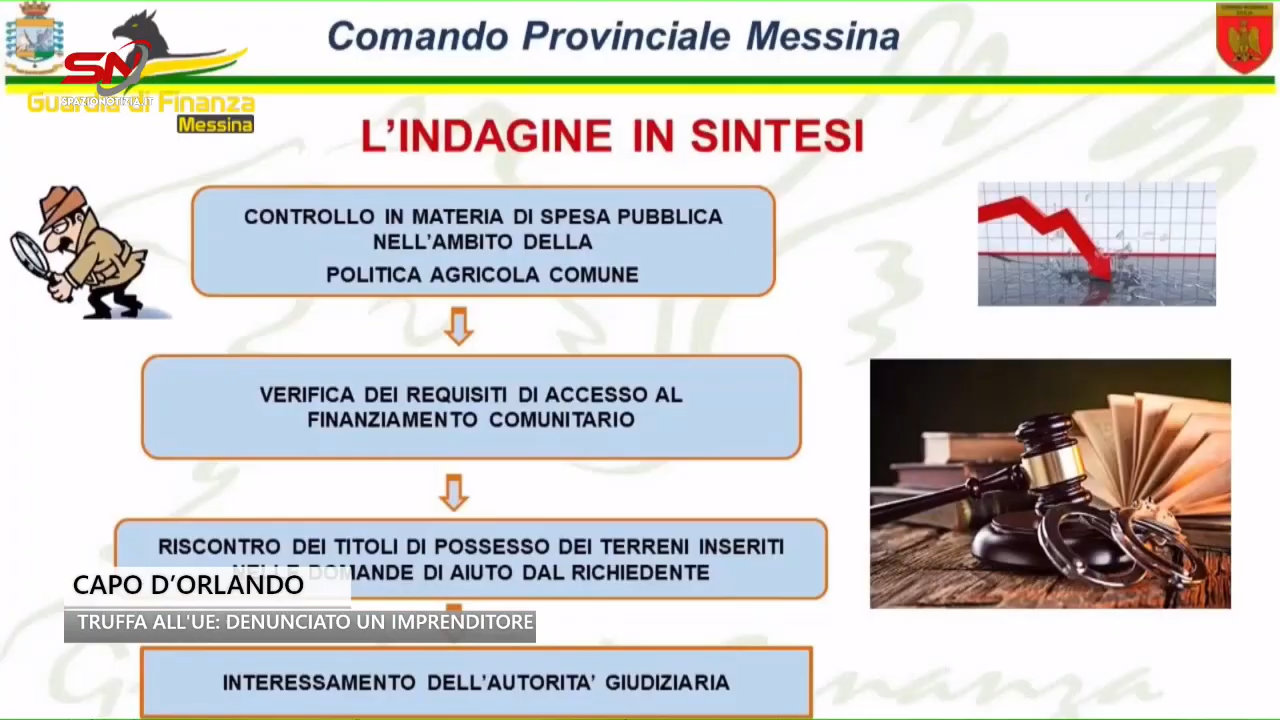 Comando Provinciale Messina
SN
SPAZIONOTIZIA.IT
Guardia di Finanza
Messina
L'INDAGINE IN SINTESI
CONTROLLO IN MATERIA DI SPESA PUBBLICA
NELL'AMBITO DELLA
POLITICA AGRICOLA COMUNE
VERIFICA DEI REQUISITI DI ACCESSO AL
FINANZIAMENTO COMUNITARIO
RISCONTRO DEI TITOLI DI POSSESSO DEI TERRENI INSERITI
NELLE DOMANDE DI AIUTO DAL RICHIEDENTE
CAPO D'ORLANDO
TRUFFA ALL'UE: DENUNCIATO UN IMPRENDITORE
INTERESSAMENTO DELL'AUTORITA' GIUDIZIARIA